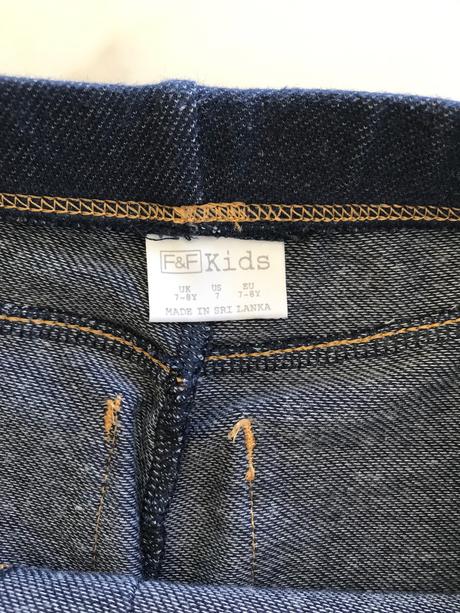 F&F Kids
UK US EU
7-8Y 7 7-8Y
MADE IN SRI LANKA